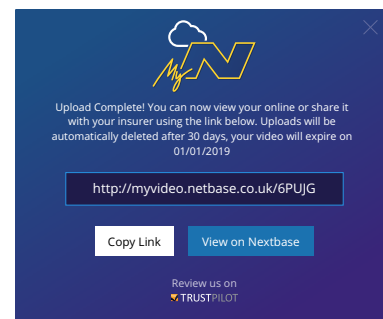 My N
Upload Complete! You can now view your online or share it
with your insurer using the link below. Uploads will be
automatically deleted after 30 days, your video will expire on
01/01/2019
http://myvideo.netbase.co.uk/6PUJG
Copy Link
View on Nextbase
Review us on
TRUSTPILOT